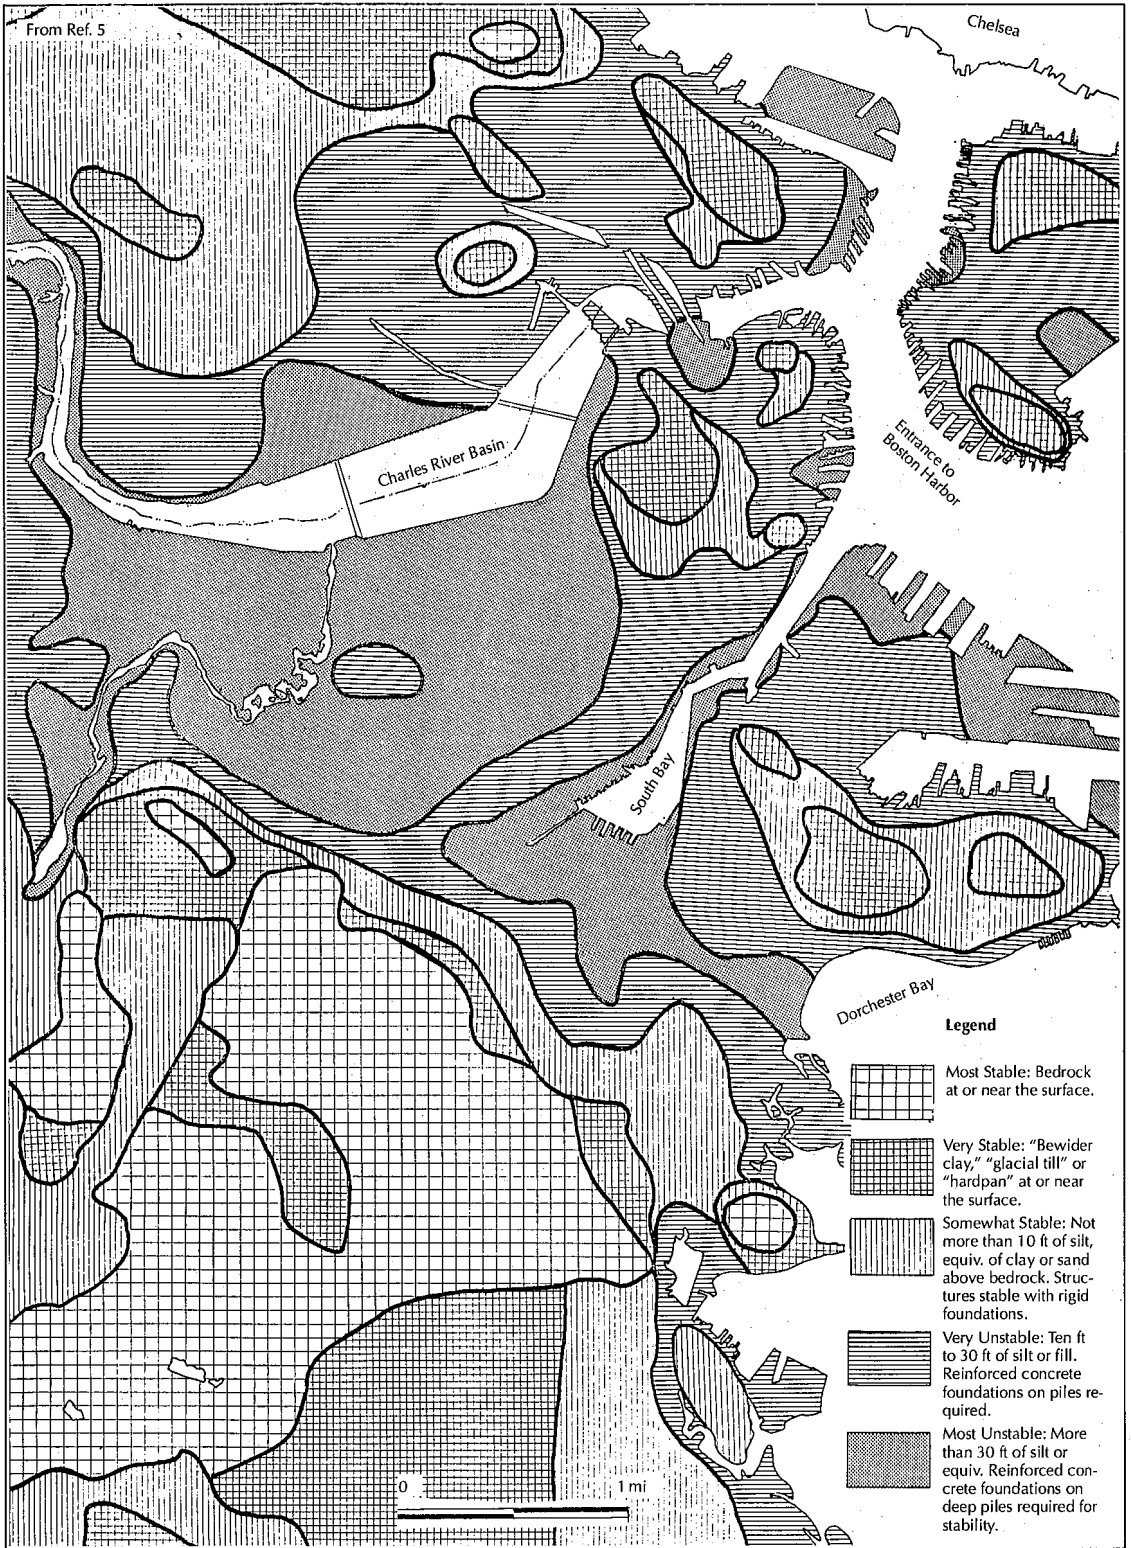 From Ref. 5
Chelsea
Charles River Basin
Entrance to
Boston Harbor
South Bay
Dorchester Bay
Legend
Most Stable: Bedrock
at or near the surface.
Very Stable: "Bewider
clay," "glacial till" or
"hardpan" at or near
the surface.
Somewhat Stable: Not
more than 10 ft of silt,
equiv. of clay or sand
above bedrock. Struc-
tures stable with rigid
foundations.
Very Unstable: Ten ft
to 30 ft of silt or fill.
Reinforced concrete
foundations on piles re-
quired.
Most Unstable: More
than 30 ft of silt or
equiv. Reinforced con-
crete foundations on
deep piles required for
stability.
0 1 mi